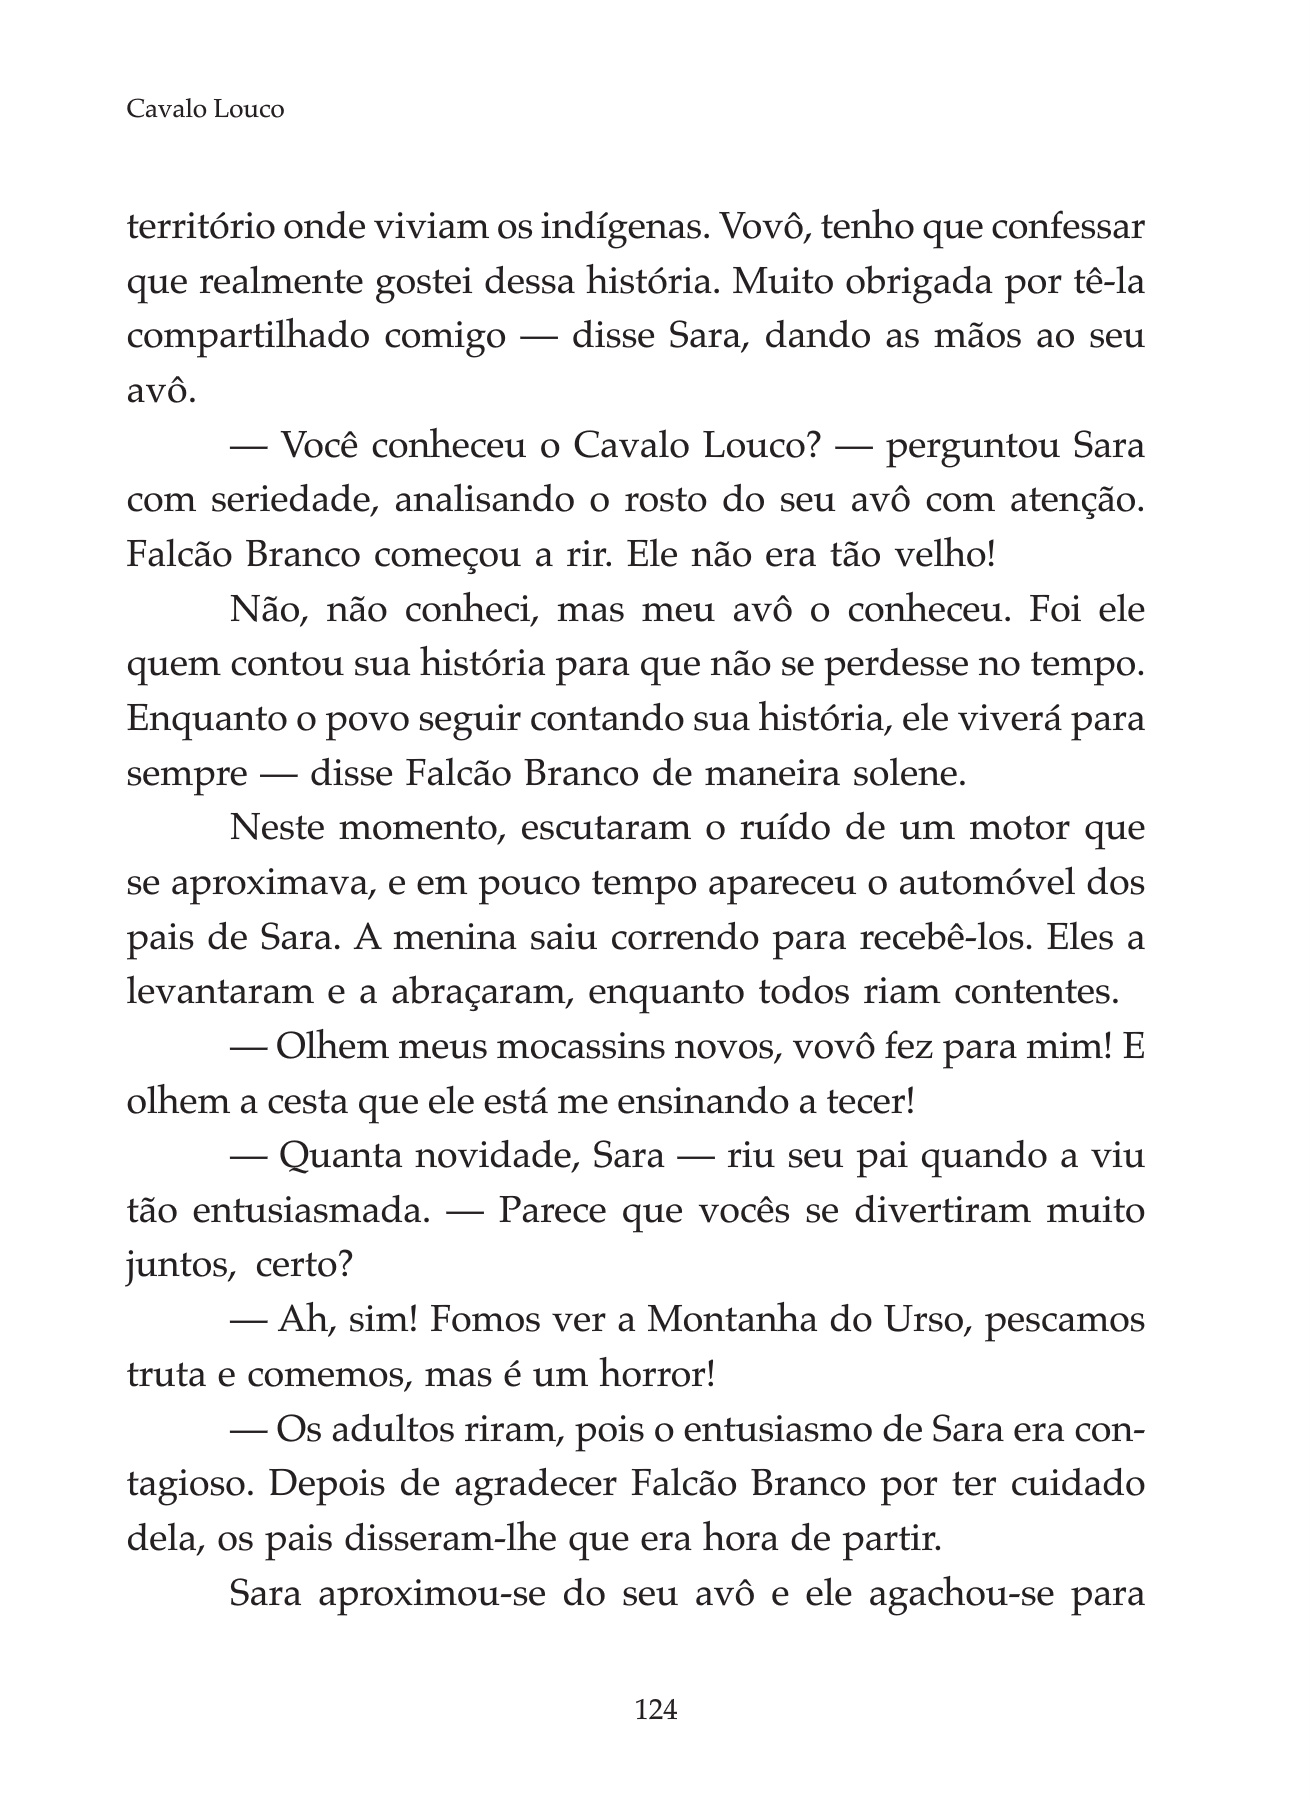 Cavalo Louco
território onde viviam os indígenas. Vovô, tenho que confessar
que realmente gostei dessa história. Muito obrigada por tê-la
compartilhado comigo — disse Sara, dando as mãos ao seu
avô.
— Você conheceu o Cavalo Louco? — perguntou Sara
com seriedade, analisando o rosto do seu avô com atenção.
Falcão Branco começou a rir. Ele não era tão velho!
Não, não conheci, mas meu avô o conheceu. Foi ele
quem contou sua história para que não se perdesse no tempo.
Enquanto o povo seguir contando sua história, ele viverá para
sempre — disse Falcão Branco de maneira solene.
Neste momento, escutaram o ruído de um motor que
se aproximava, e em pouco tempo apareceu o automóvel dos
pais de Sara. A menina saiu correndo para recebê-los. Eles a
levantaram e a abraçaram, enquanto todos riam contentes.
— Olhem meus mocassins novos, vovô fez para mim! E
olhem a cesta que ele está me ensinando a tecer!
— Quanta novidade, Sara — riu seu pai quando a viu
tão entusiasmada. — Parece que vocês se divertiram muito
juntos, certo?
— Ah, sim! Fomos ver a Montanha do Urso, pescamos
truta e comemos, mas é um horror!
— Os adultos riram, pois o entusiasmo de Sara era con-
tagioso. Depois de agradecer Falcão Branco por ter cuidado
dela, os pais disseram-lhe que era hora de partir.
Sara aproximou-se do seu avô e ele agachou-se para
124